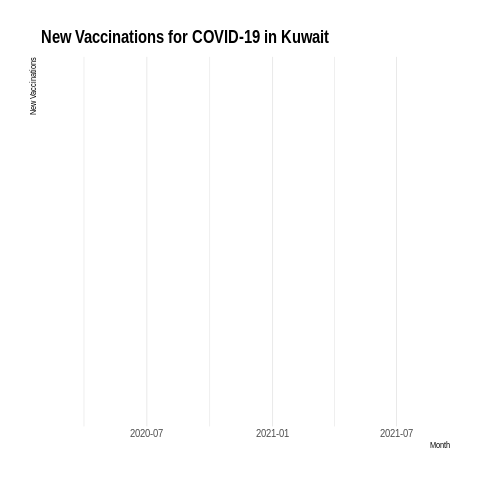 New Vaccinations for COVID-19 in Kuwait
New Vaccinations
2020-07
2021-01
2021-07
Month